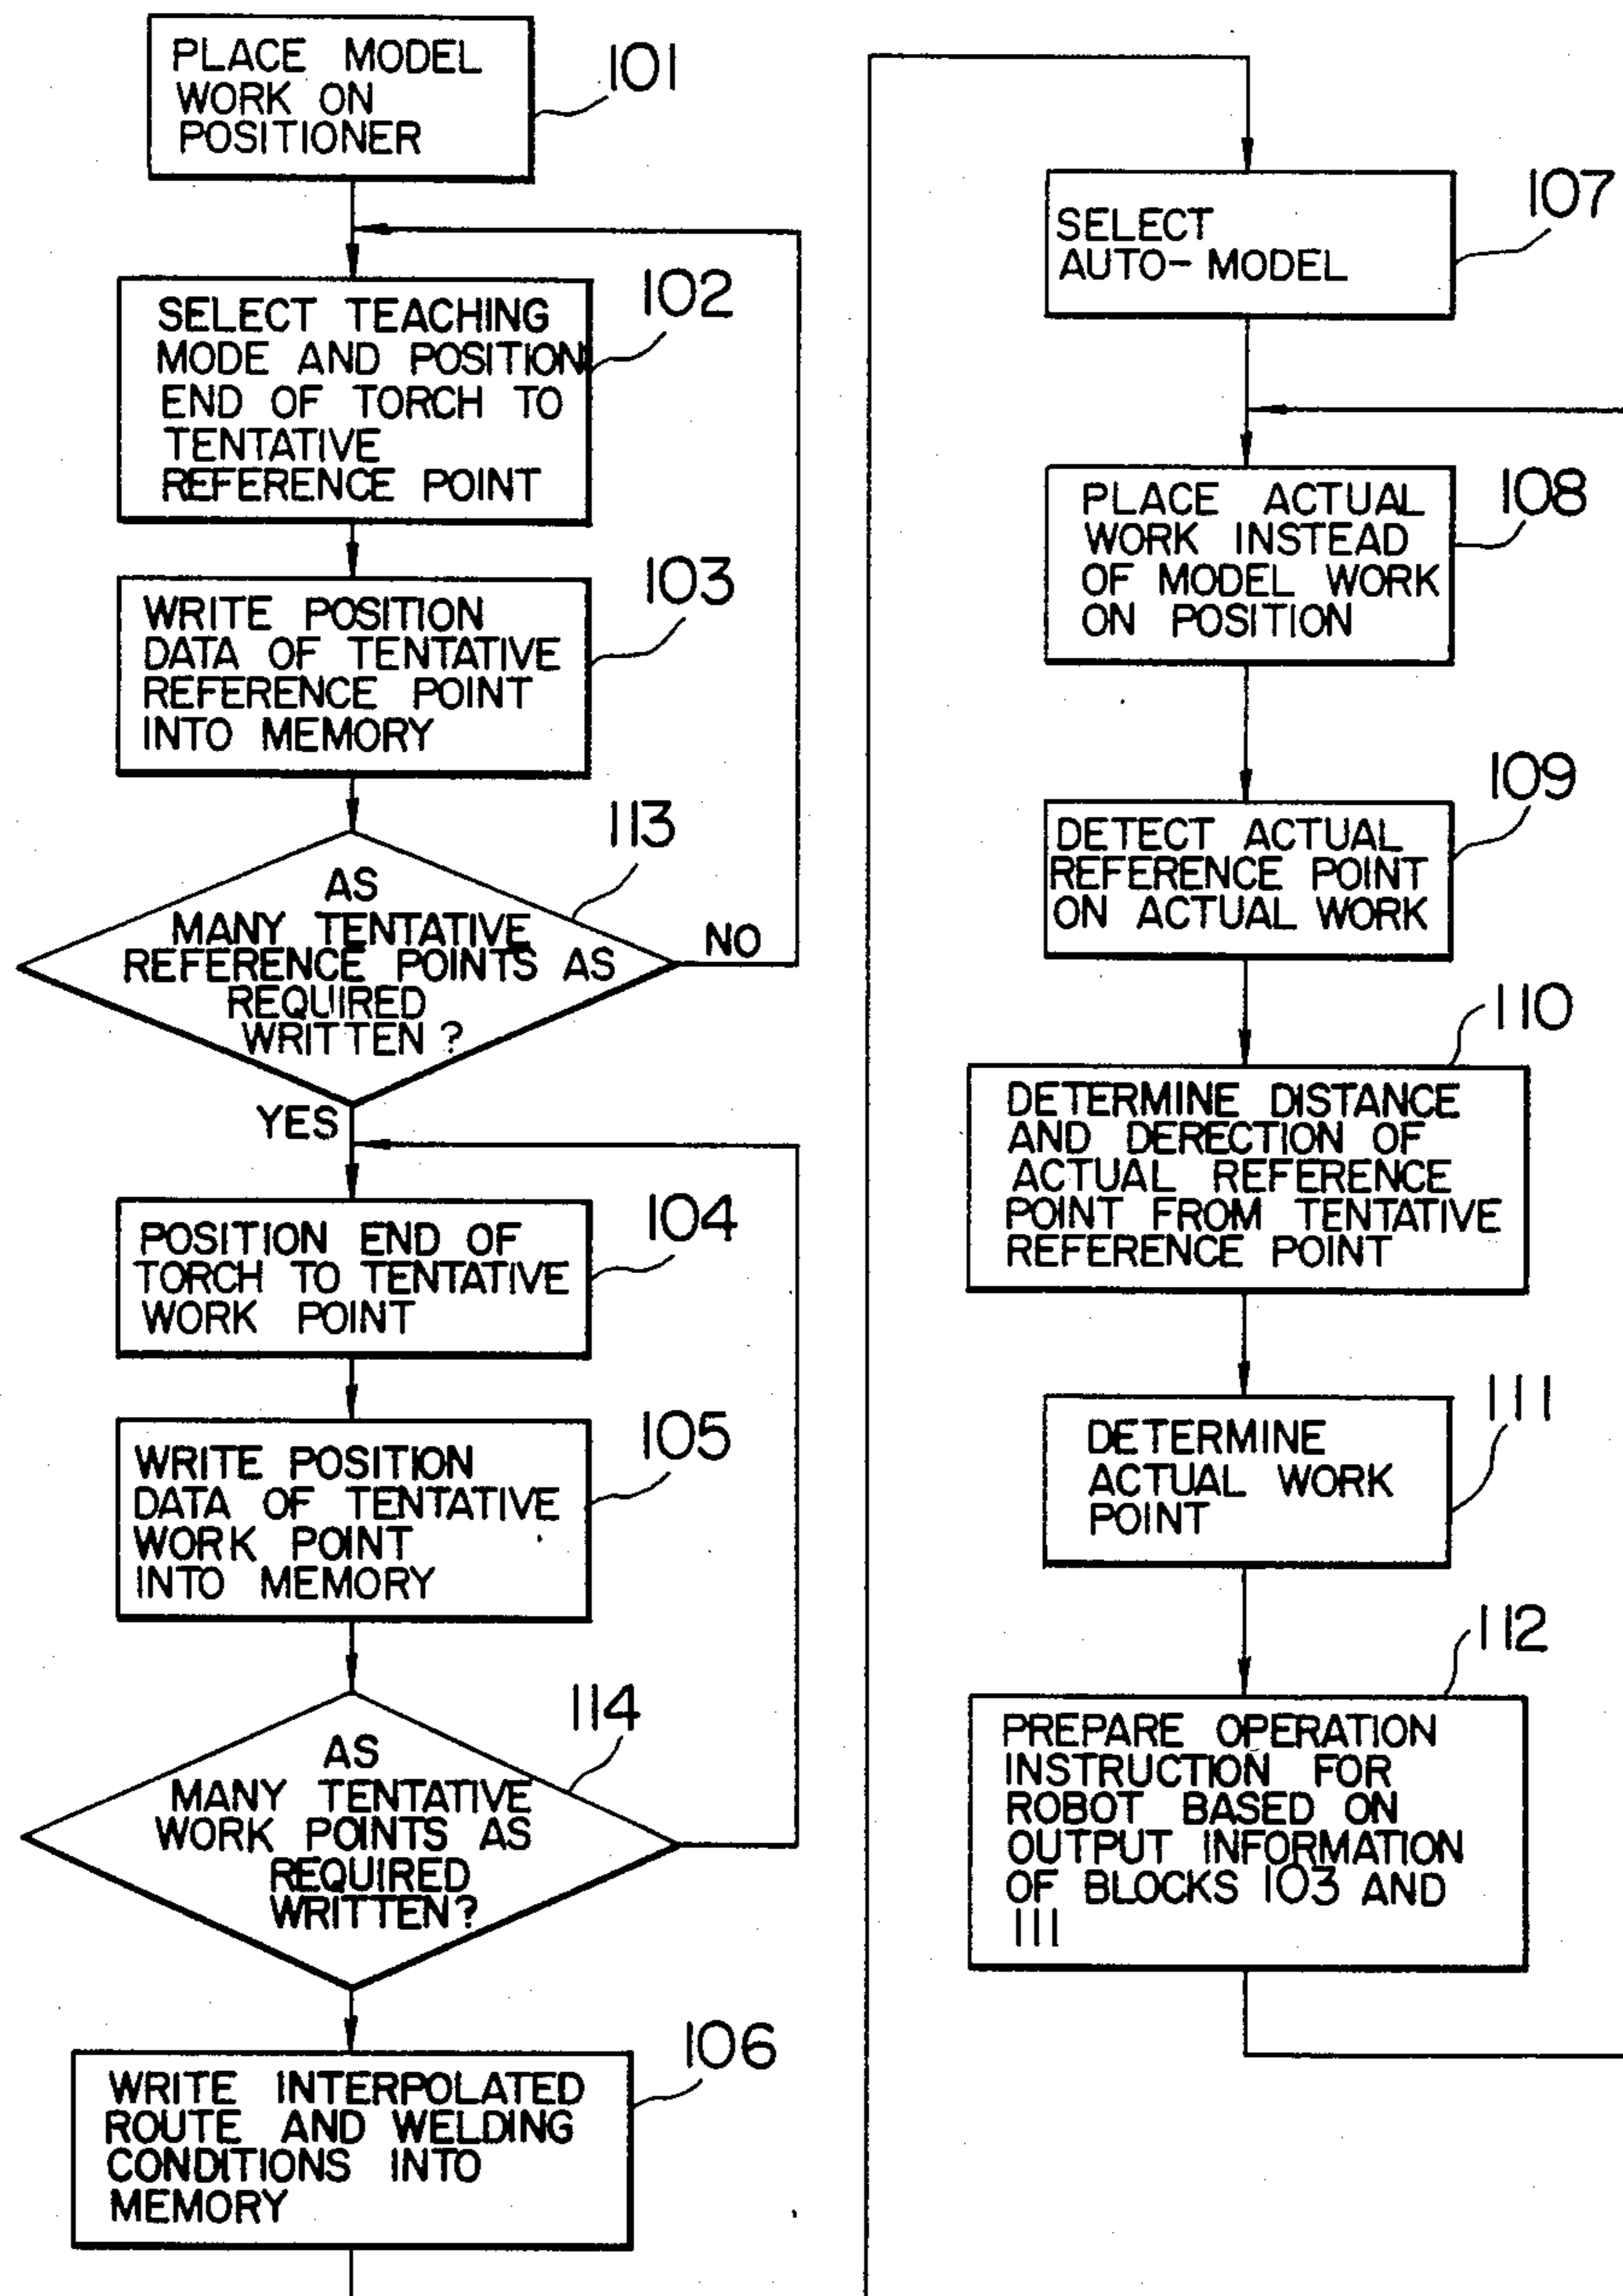 PLACE MODEL
WORK ON
POSITIONER
101
SELECT TEACHING
MODE AND POSITION
END OF TORCH TO
TENTATIVE
REFERENCE POINT
102
WRITE POSITION
DATA OF TENTATIVE
REFERENCE POINT
INTO MEMORY
103
AS
MANY TENTATIVE
REFERENCE POINTS AS
REQUIRED
WRITTEN ?
113
NO
YES
POSITION END OF
TORCH TO TENTATIVE
WORK POINT
104
WRITE POSITION
DATA OF TENTATIVE
WORK POINT
INTO MEMORY
105
AS
MANY TENTATIVE
WORK POINTS AS
REQUIRED
WRITTEN?
114
WRITE INTERPOLATED
ROUTE AND WELDING
CONDITIONS INTO
MEMORY
106
SELECT
AUTO-MODEL
107
PLACE ACTUAL
WORK INSTEAD
OF MODEL WORK
ON POSITION
108
DETECT ACTUAL
REFERENCE POINT
ON ACTUAL WORK
109
DETERMINE DISTANCE
AND DERECTION OF
ACTUAL REFERENCE
POINT FROM TENTATIVE
REFERENCE POINT
110
DETERMINE
ACTUAL WORK
POINT
111
PREPARE OPERATION
INSTRUCTION FOR
ROBOT BASED ON
OUTPUT INFORMATION
OF BLOCKS 103 AND
111
112